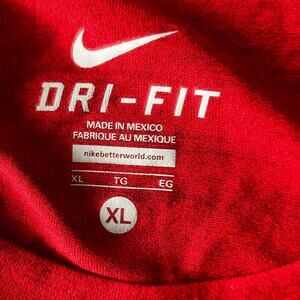 DRI-FIT
MADE IN MEXICO
FABRIQUE AU MEXIQUE
nikebetterworld.com
XL TG EG
XL